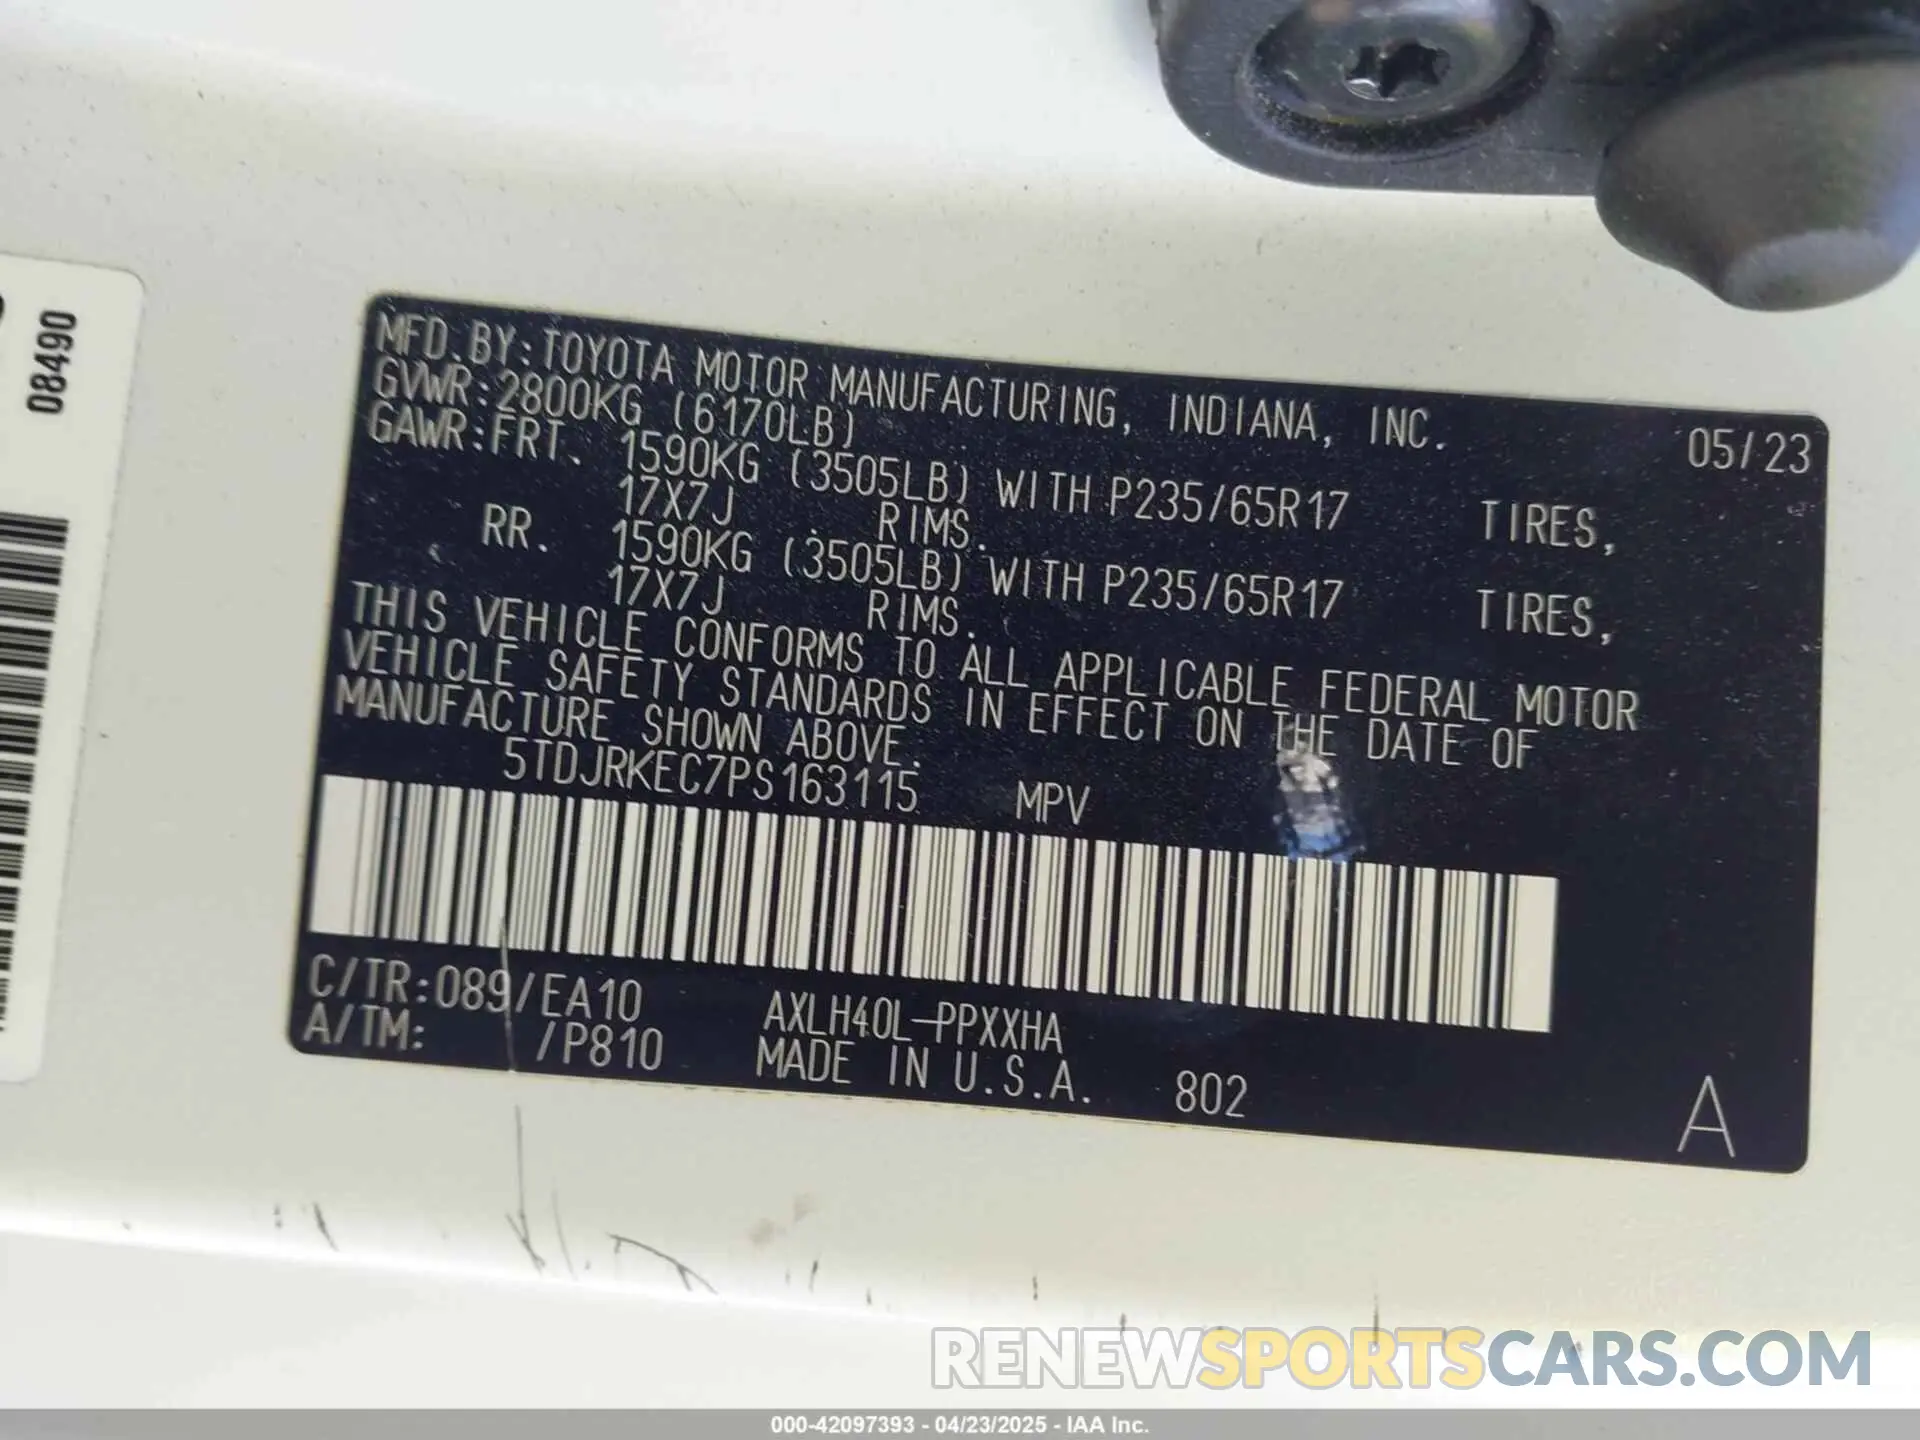 08490
MFD.BY:TOYOTA MOTOR MANUFACTURING, INDIANA, INC. 05/23
GVWR:2800KG (6170LB)
GAWR:FRT. 1590KG (3505LB) WITH P235/65R17 TIRES,
17X7J RIMS.
RR. 1590KG (3505LB) WITH P235/65R17 TIRES,
17X7J RIMS.
THIS VEHICLE CONFORMS TO ALL APPLICABLE FEDERAL MOTOR
VEHICLE SAFETY STANDARDS IN EFFECT ON THE DATE OF
MANUFACTURE SHOWN ABOVE.
5TDJRKEC7PS163115 MPV
C/TR:089/EA10 AXLH40L-PPXXHA
A/TM: /P810 MADE IN U.S.A. 802 A
RENEWSPORTSCARS.COM
000-42097393 - 04/23/2025 - IAA Inc.